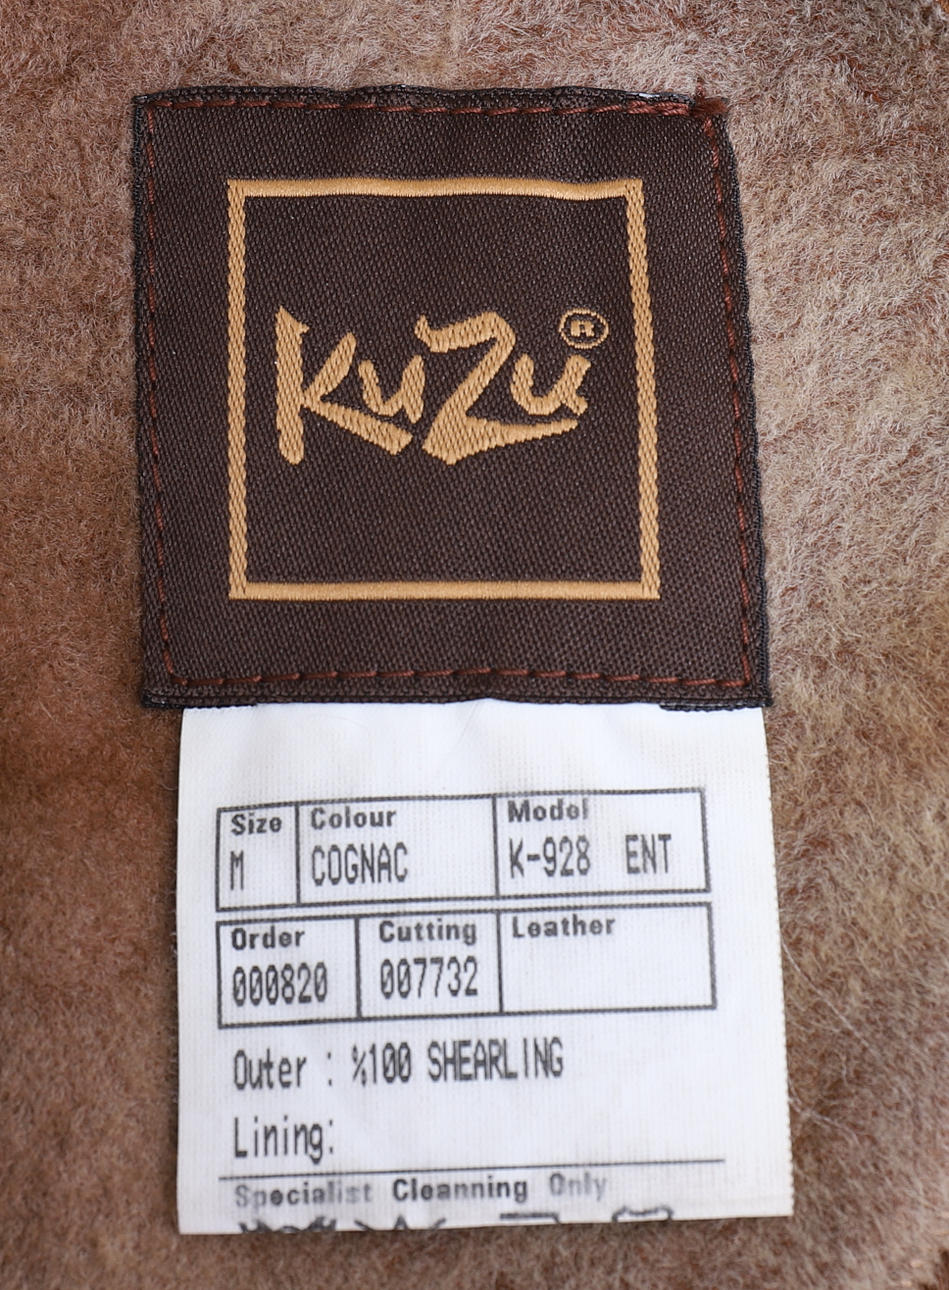 KuZu®
Size Colour Model
M COGNAC K-928 ENT
Order Cutting Leather
000820 007732
Outer : %100 SHEARLING
Lining:
Specialist Cleanning Only